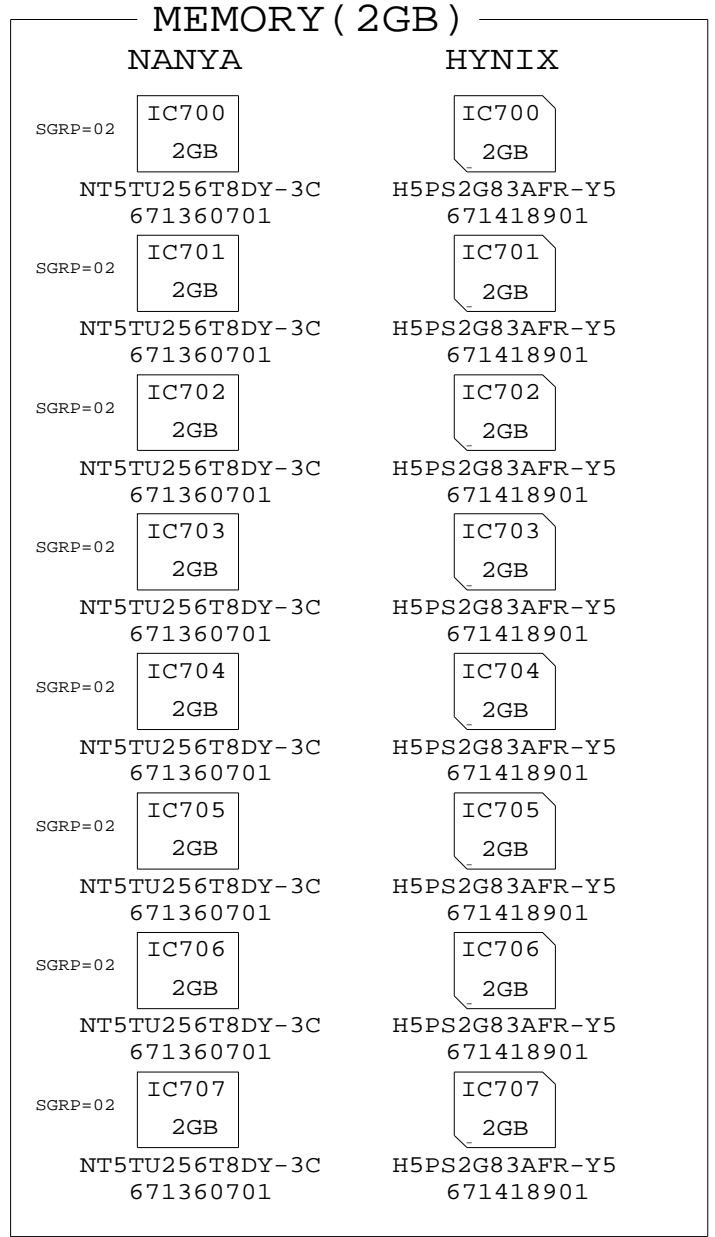 MEMORY(2GB)
NANYA HYNIX
IC700 IC700
SGRP=02
2GB 2GB
NT5TU256T8DY-3C H5PS2G83AFR-Y5
671360701 671418901
IC701 IC701
SGRP=02
2GB 2GB
NT5TU256T8DY-3C H5PS2G83AFR-Y5
671360701 671418901
IC702 IC702
SGRP=02
2GB 2GB
NT5TU256T8DY-3C H5PS2G83AFR-Y5
671360701 671418901
IC703 IC703
SGRP=02
2GB 2GB
NT5TU256T8DY-3C H5PS2G83AFR-Y5
671360701 671418901
IC704 IC704
SGRP=02
2GB 2GB
NT5TU256T8DY-3C H5PS2G83AFR-Y5
671360701 671418901
IC705 IC705
SGRP=02
2GB 2GB
NT5TU256T8DY-3C H5PS2G83AFR-Y5
671360701 671418901
IC706 IC706
SGRP=02
2GB 2GB
NT5TU256T8DY-3C H5PS2G83AFR-Y5
671360701 671418901
IC707 IC707
SGRP=02
2GB 2GB
NT5TU256T8DY-3C H5PS2G83AFR-Y5
671360701 671418901